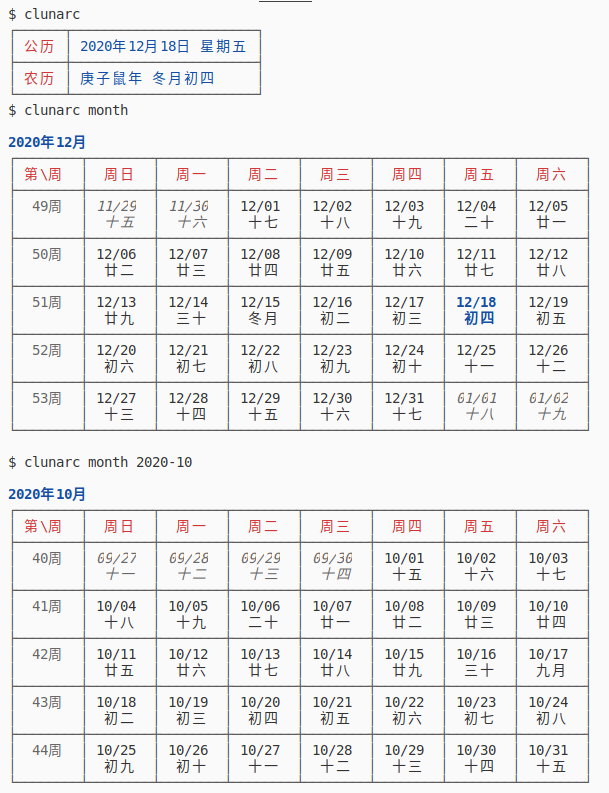 $ clunarc
公历 2020年12月18日 星期五
农历 庚子鼠年 冬月初四
$ clunarc month
2020年12月
第\周 周日 周一 周二 周三 周四 周五 周六
49周 11/29 11/30 12/01 12/02 12/03 12/04 12/05
十五 十六 十七 十八 十九 二十 廿一
50周 12/06 12/07 12/08 12/09 12/10 12/11 12/12
廿二 廿三 廿四 廿五 廿六 廿七 廿八
51周 12/13 12/14 12/15 12/16 12/17 12/18 12/19
廿九 三十 冬月 初二 初三 初四 初五
52周 12/20 12/21 12/22 12/23 12/24 12/25 12/26
初六 初七 初八 初九 初十 十一 十二
53周 12/27 12/28 12/29 12/30 12/31 01/01 01/02
十三 十四 十五 十六 十七 十八 十九
$ clunarc month 2020-10
2020年10月
第\周 周日 周一 周二 周三 周四 周五 周六
40周 09/27 09/28 09/29 09/30 10/01 10/02 10/03
十一 十二 十三 十四 十五 十六 十七
41周 10/04 10/05 10/06 10/07 10/08 10/09 10/10
十八 十九 二十 廿一 廿二 廿三 廿四
42周 10/11 10/12 10/13 10/14 10/15 10/16 10/17
廿五 廿六 廿七 廿八 廿九 三十 九月
43周 10/18 10/19 10/20 10/21 10/22 10/23 10/24
初二 初三 初四 初五 初六 初七 初八
44周 10/25 10/26 10/27 10/28 10/29 10/30 10/31
初九 初十 十一 十二 十三 十四 十五